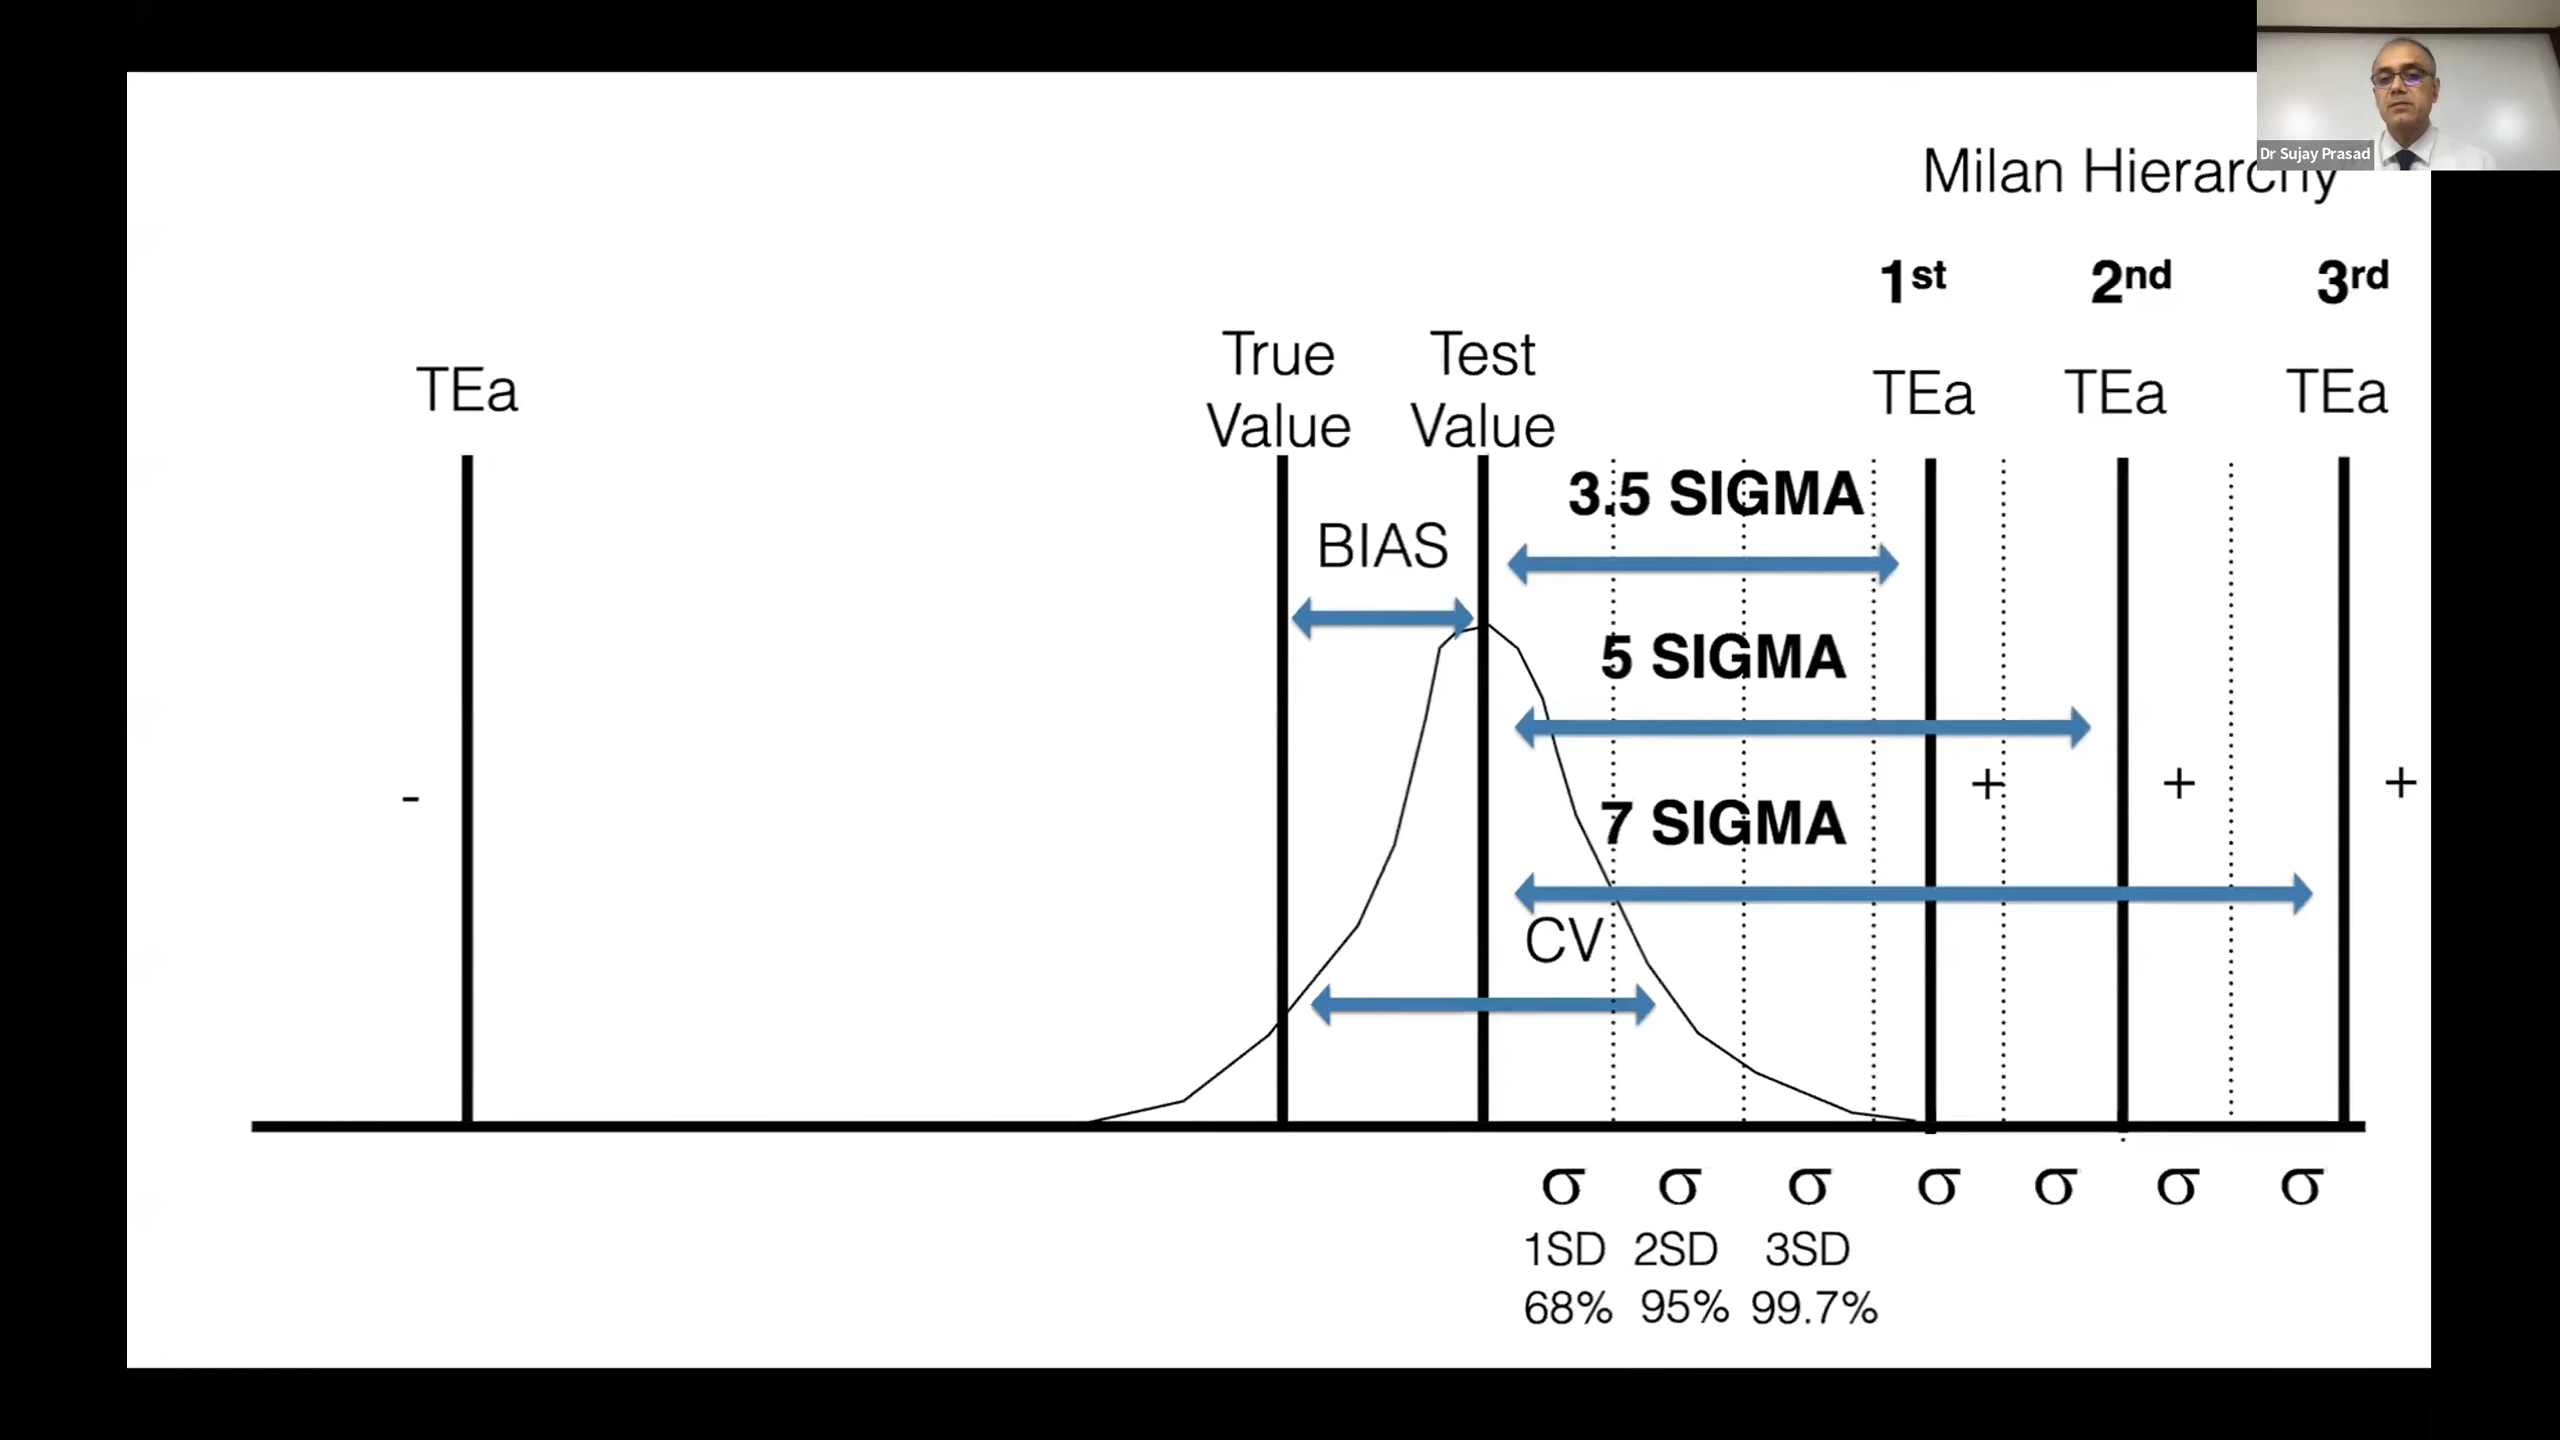 Dr Sujay Prasad
Milan Hierarchy
1st 2nd 3rd
TEa
True Value
Test Value
TEa TEa TEa
3.5 SIGMA
BIAS
5 SIGMA
- + + +
7 SIGMA
CV
σ σ σ σ σ σ σ
1SD 2SD 3SD
68% 95% 99.7%